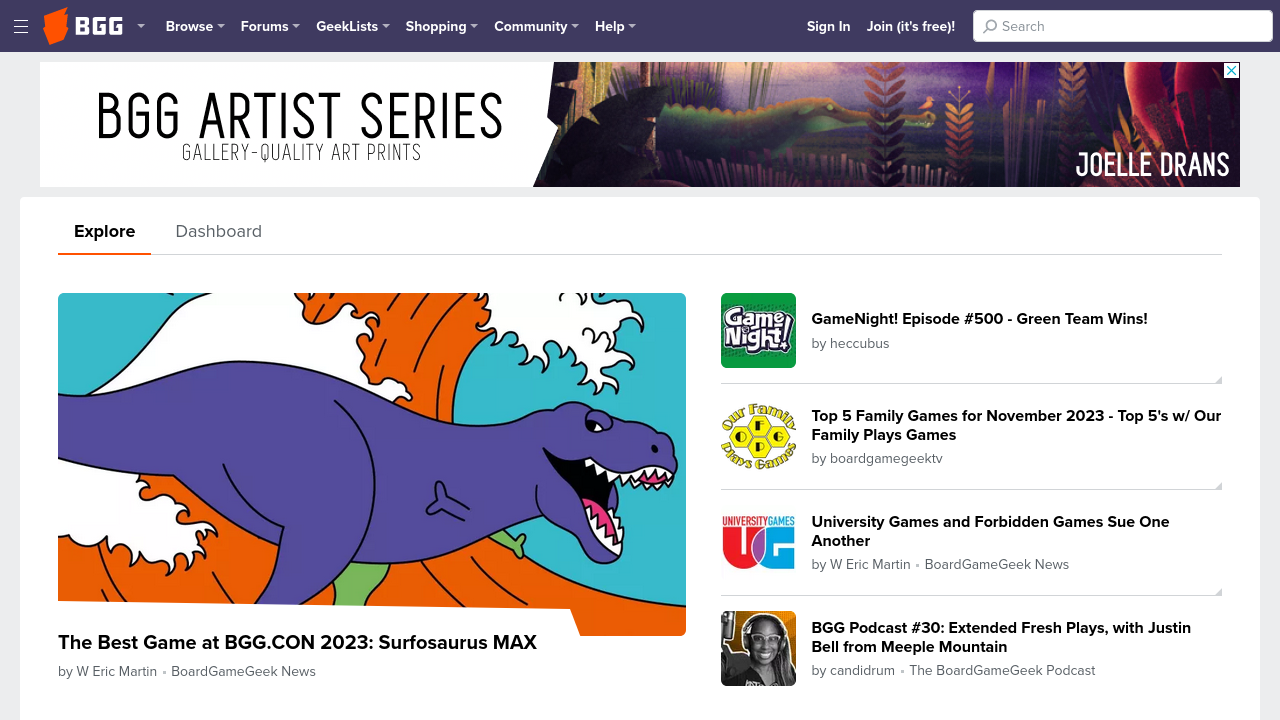 BGG
Browse
Forums
GeekLists
Shopping
Community
Help
Sign In
Join (it's free)!
Search
BGG ARTIST SERIES
GALLERY-QUALITY ART PRINTS
JOELLE DRANS
Explore
Dashboard
The Best Game at BGG.CON 2023: Surfosaurus MAX
by W Eric Martin • BoardGameGeek News
Game
Night!
GameNight! Episode #500 - Green Team Wins!
by heccubus
Our Family
F
O G
P
Plays Games
Top 5 Family Games for November 2023 - Top 5's w/ Our
Family Plays Games
by boardgamegeektv
UNIVERSITY GAMES
UG
University Games and Forbidden Games Sue One
Another
by W Eric Martin • BoardGameGeek News
BGG Podcast #30: Extended Fresh Plays, with Justin
Bell from Meeple Mountain
by candidrum • The BoardGameGeek Podcast